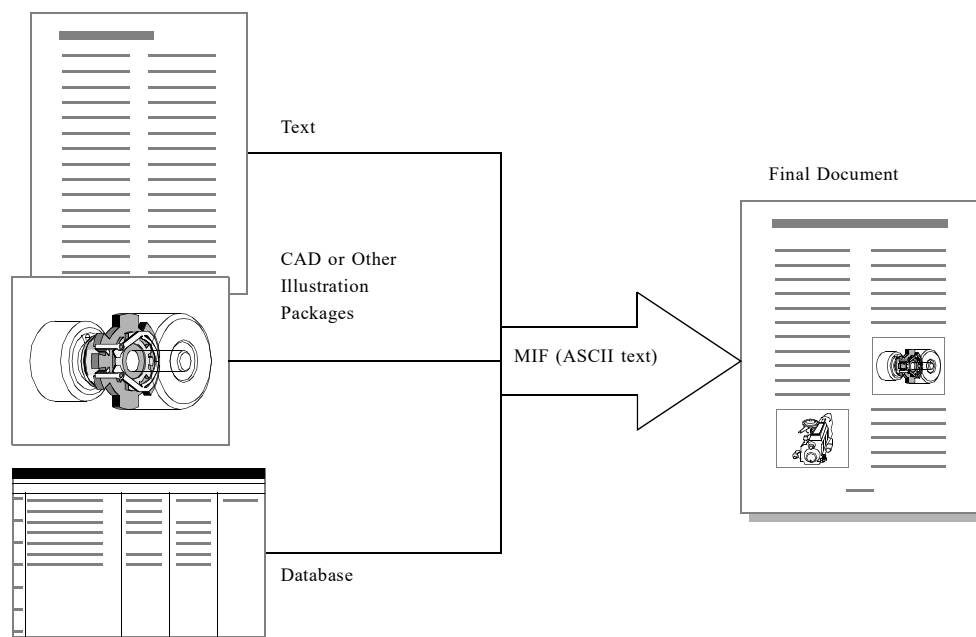 Text
CAD or Other
Illustration
Packages
Database
MIF (ASCII text)
Final Document